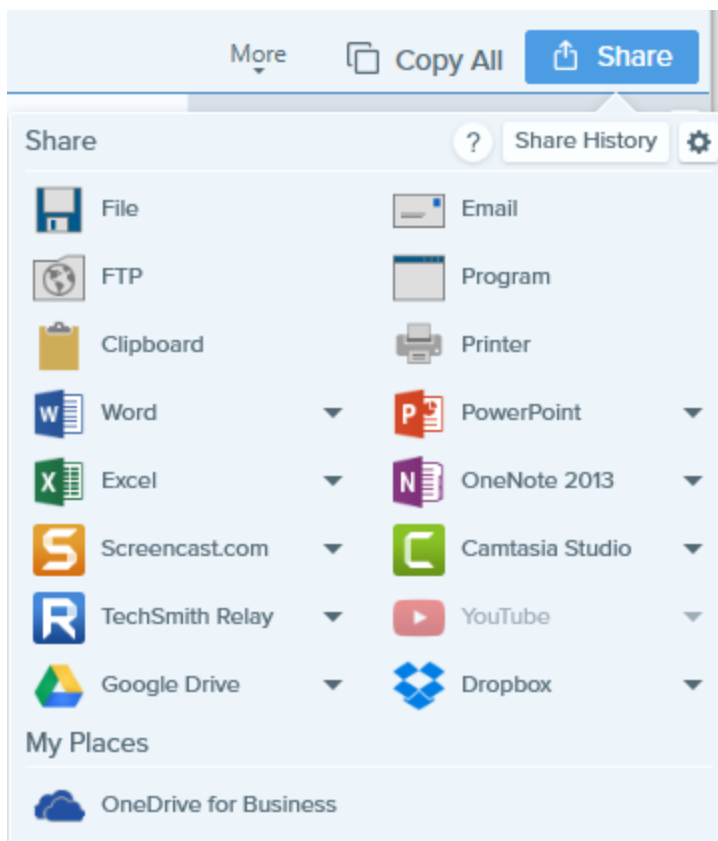 More Copy All Share
Share ? Share History
File Email
FTP Program
Clipboard Printer
Word PowerPoint
Excel OneNote 2013
Screencast.com Camtasia Studio
TechSmith Relay YouTube
Google Drive Dropbox
My Places
OneDrive for Business